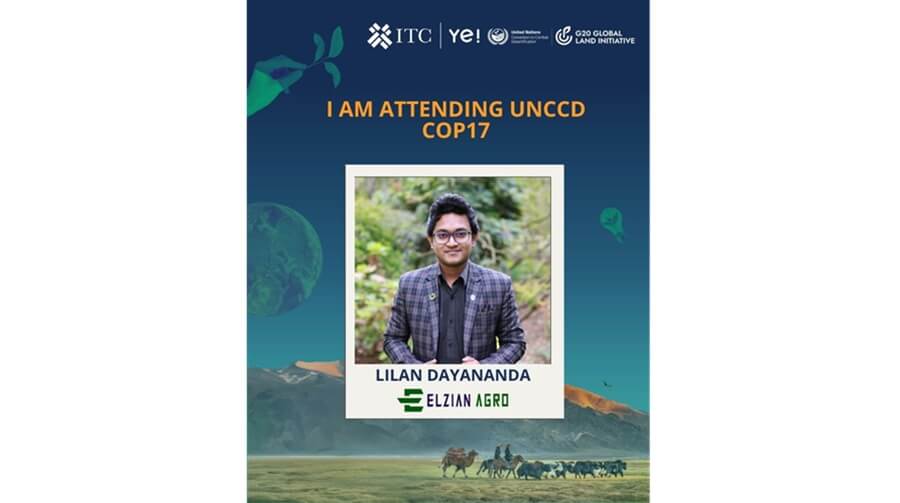 ITC
YE!
United Nations
Convention to Combat
Desertification
G20 GLOBAL
LAND INITIATIVE
I AM ATTENDING UNCCD
COP17
LILAN DAYANANDA
ELZIAN AGRO